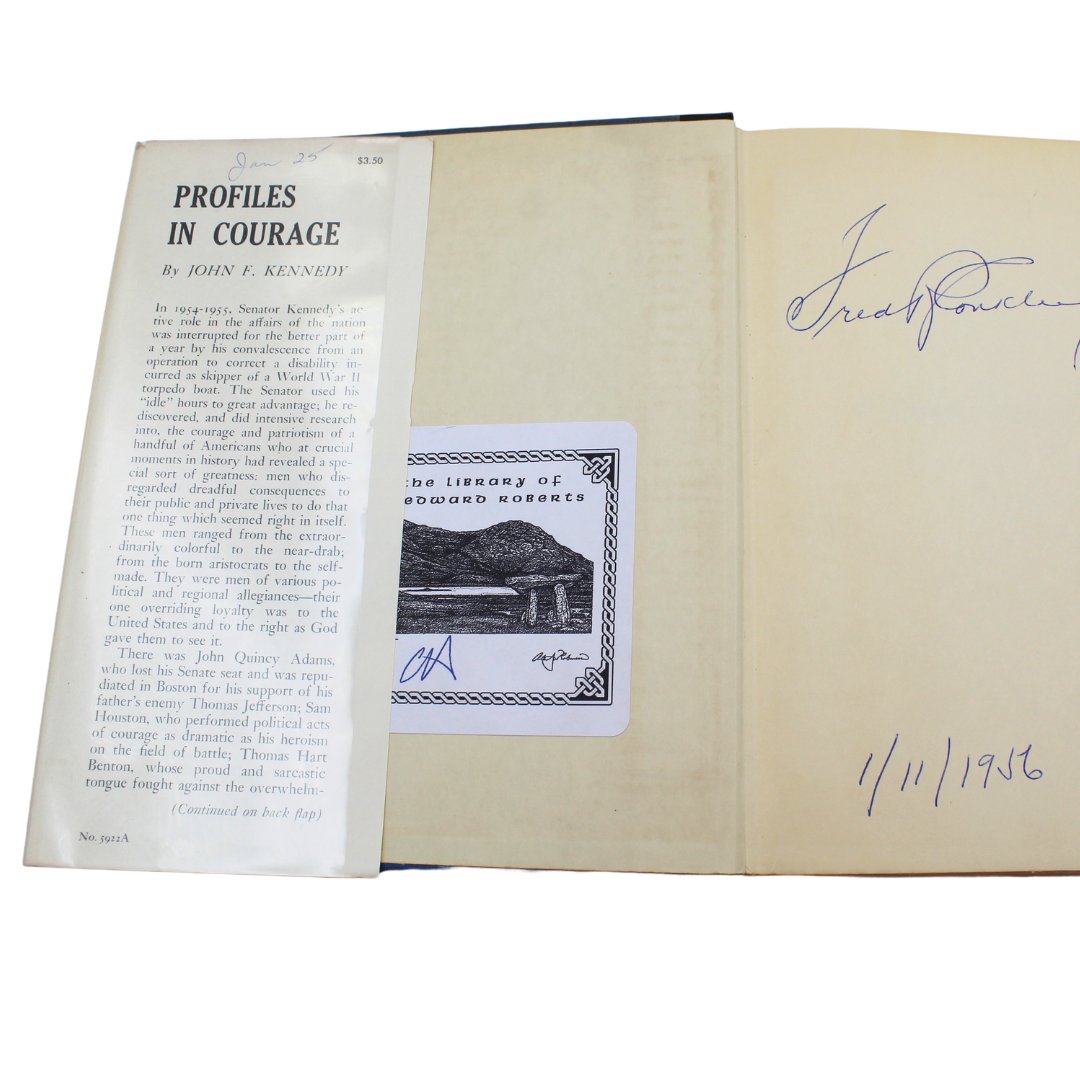 Jan 25
$3.50
PROFILES
IN COURAGE
By JOHN F. KENNEDY
In 1954-1955, Senator Kennedy's ac-
tive role in the affairs of the nation
was interrupted for the better part of
a year by his convalescence from an
operation to correct a disability in-
curred as skipper of a World War II
torpedo boat. The Senator used his
"idle" hours to great advantage; he re-
discovered, and did intensive research
into, the courage and patriotism of a
handful of Americans who at crucial
moments in history had revealed a spe-
cial sort of greatness: men who dis-
regarded dreadful consequences to
their public and private lives to do that
one thing which seemed right in itself.
These men ranged from the extraor-
dinarily colorful to the near-drab;
from the born aristocrats to the self-
made. They were men of various po-
litical and regional allegiances—their
one overriding loyalty was to the
United States and to the right as God
gave them to see it.
There was John Quincy Adams,
who lost his Senate seat and was repu-
diated in Boston for his support of his
father's enemy Thomas Jefferson; Sam
Houston, who performed political acts
of courage as dramatic as his heroism
on the field of battle; Thomas Hart
Benton, whose proud and sarcastic
tongue fought against the overwhelm-
(Continued on back flap)
No. 5922A
the Library of
Edward Roberts
Fred
1/11/1956